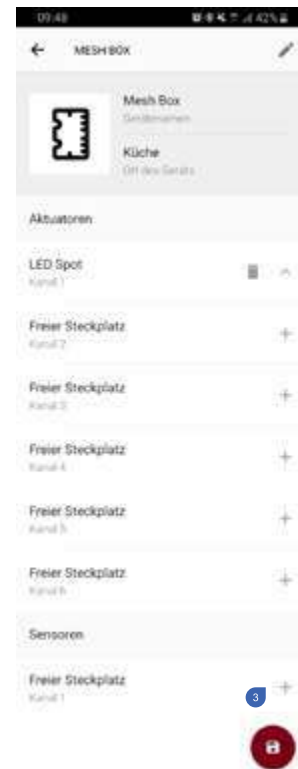 09:48 42%
MESH BOX
Mesh Box
Gerätenamen
Küche
Ort des Geräts
Aktuatoren
LED Spot
Kanal 1
Freier Steckplatz
Kanal 2
Freier Steckplatz
Kanal 3
Freier Steckplatz
Kanal 4
Freier Steckplatz
Kanal 5
Freier Steckplatz
Kanal 6
Sensoren
Freier Steckplatz
Kanal 1
3